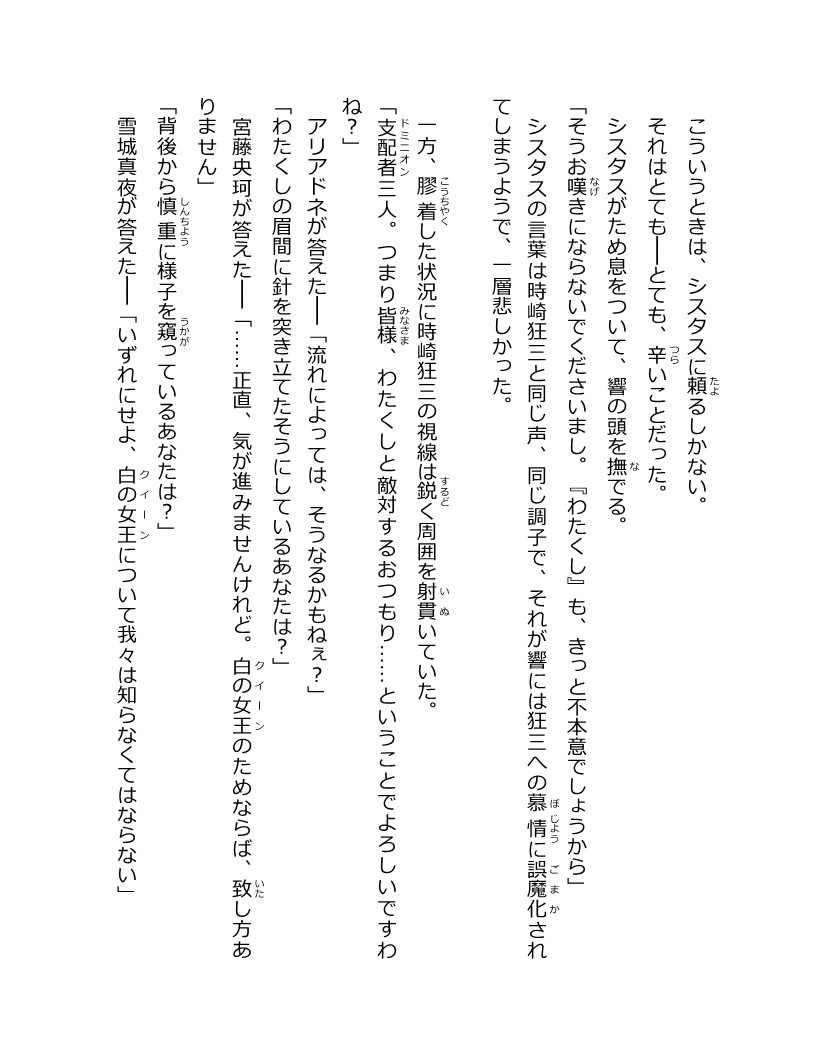 こういうときは、シスタスに頼るしかない。
それはとても──とても、辛いことだった。
シスタスがため息をついて、響の頭を撫でる。
「そうお嘆きにならないでくださいまし。『わたくし』も、きっと不本意でしょうから」
シスタスの言葉は時崎狂三と同じ声、同じ調子で、それが響には狂三への慕情に誤魔化され
てしまうようで、一層悲しかった。
一方、膠着した状況に時崎狂三の視線は鋭く周囲を射貫いていた。
「支配者三人。つまり皆様、わたくしと敵対するおつもり……ということでよろしいですわ
ね？」
アリアドネが答えた──「流れによっては、そうなるかもねぇ？」
「わたくしの眉間に針を突き立てたそうにしているあなたは？」
宮藤央珂が答えた──「……正直、気が進みませんけれど。白の女王のためならば、致し方あ
りません」
「背後から慎重に様子を窺っているあなたは？」
雪城真夜が答えた──「いずれにせよ、白の女王について我々は知らなくてはならない」